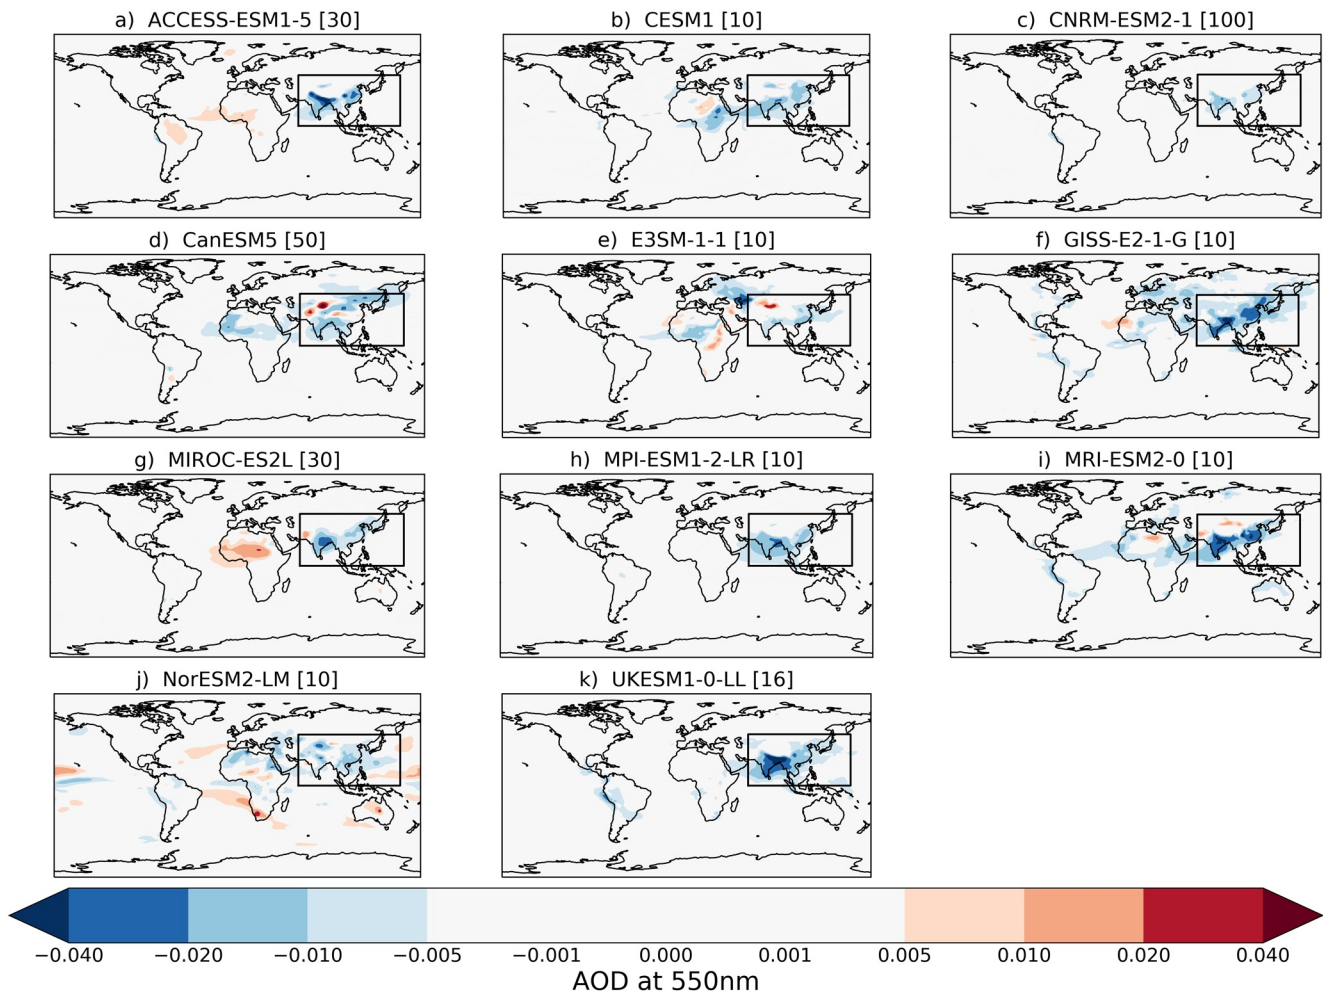 a) ACCESS-ESM1-5 [30]
b) CESM1 [10]
c) CNRM-ESM2-1 [100]
d) CanESM5 [50]
e) E3SM-1-1 [10]
f) GISS-E2-1-G [10]
g) MIROC-ES2L [30]
h) MPI-ESM1-2-LR [10]
i) MRI-ESM2-0 [10]
j) NorESM2-LM [10]
k) UKESM1-0-LL [16]
−0.040 −0.020 −0.010 −0.005 −0.001 0.000 0.001 0.005 0.010 0.020 0.040
AOD at 550nm